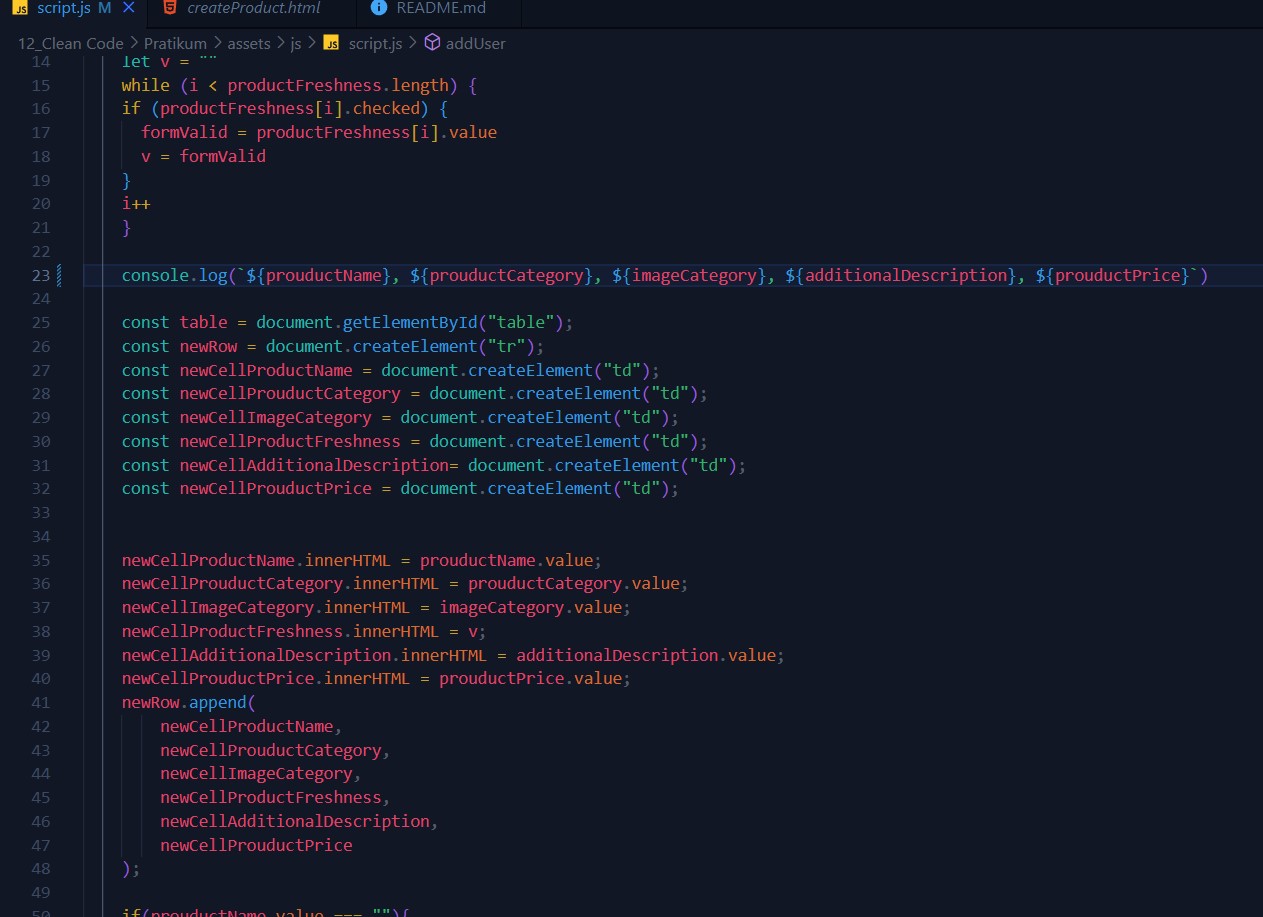 JS script.js M ×
createProduct.html
README.md
12_Clean Code > Pratikum > assets > js > JS script.js > addUser
14 let v = ""
15 while (i < productFreshness.length) {
16 if (productFreshness[i].checked) {
17 formValid = productFreshness[i].value
18 v = formValid
19 }
20 i++
21 }
22
23 console.log(`${prouductName}, ${prouductCategory}, ${imageCategory}, ${additionalDescription}, ${prouductPrice}`)
24
25 const table = document.getElementById("table");
26 const newRow = document.createElement("tr");
27 const newCellProductName = document.createElement("td");
28 const newCellProuductCategory = document.createElement("td");
29 const newCellImageCategory = document.createElement("td");
30 const newCellProductFreshness = document.createElement("td");
31 const newCellAdditionalDescription= document.createElement("td");
32 const newCellProuductPrice = document.createElement("td");
33
34
35 newCellProductName.innerHTML = prouductName.value;
36 newCellProuductCategory.innerHTML = prouductCategory.value;
37 newCellImageCategory.innerHTML = imageCategory.value;
38 newCellProductFreshness.innerHTML = v;
39 newCellAdditionalDescription.innerHTML = additionalDescription.value;
40 newCellProuductPrice.innerHTML = prouductPrice.value;
41 newRow.append(
42 newCellProductName,
43 newCellProuductCategory,
44 newCellImageCategory,
45 newCellProductFreshness,
46 newCellAdditionalDescription,
47 newCellProuductPrice
48 );
49
50 if(prouductName.value === ""){